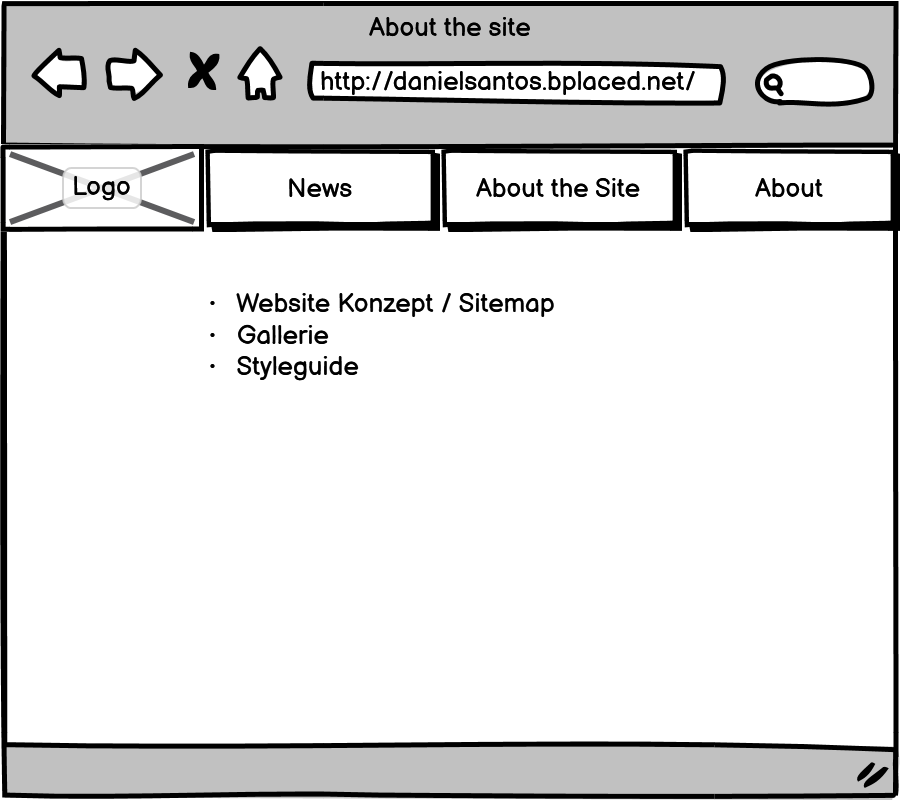 About the site
http://danielsantos.bplaced.net/
Logo
News
About the Site
About
· Website Konzept / Sitemap
· Gallerie
· Styleguide